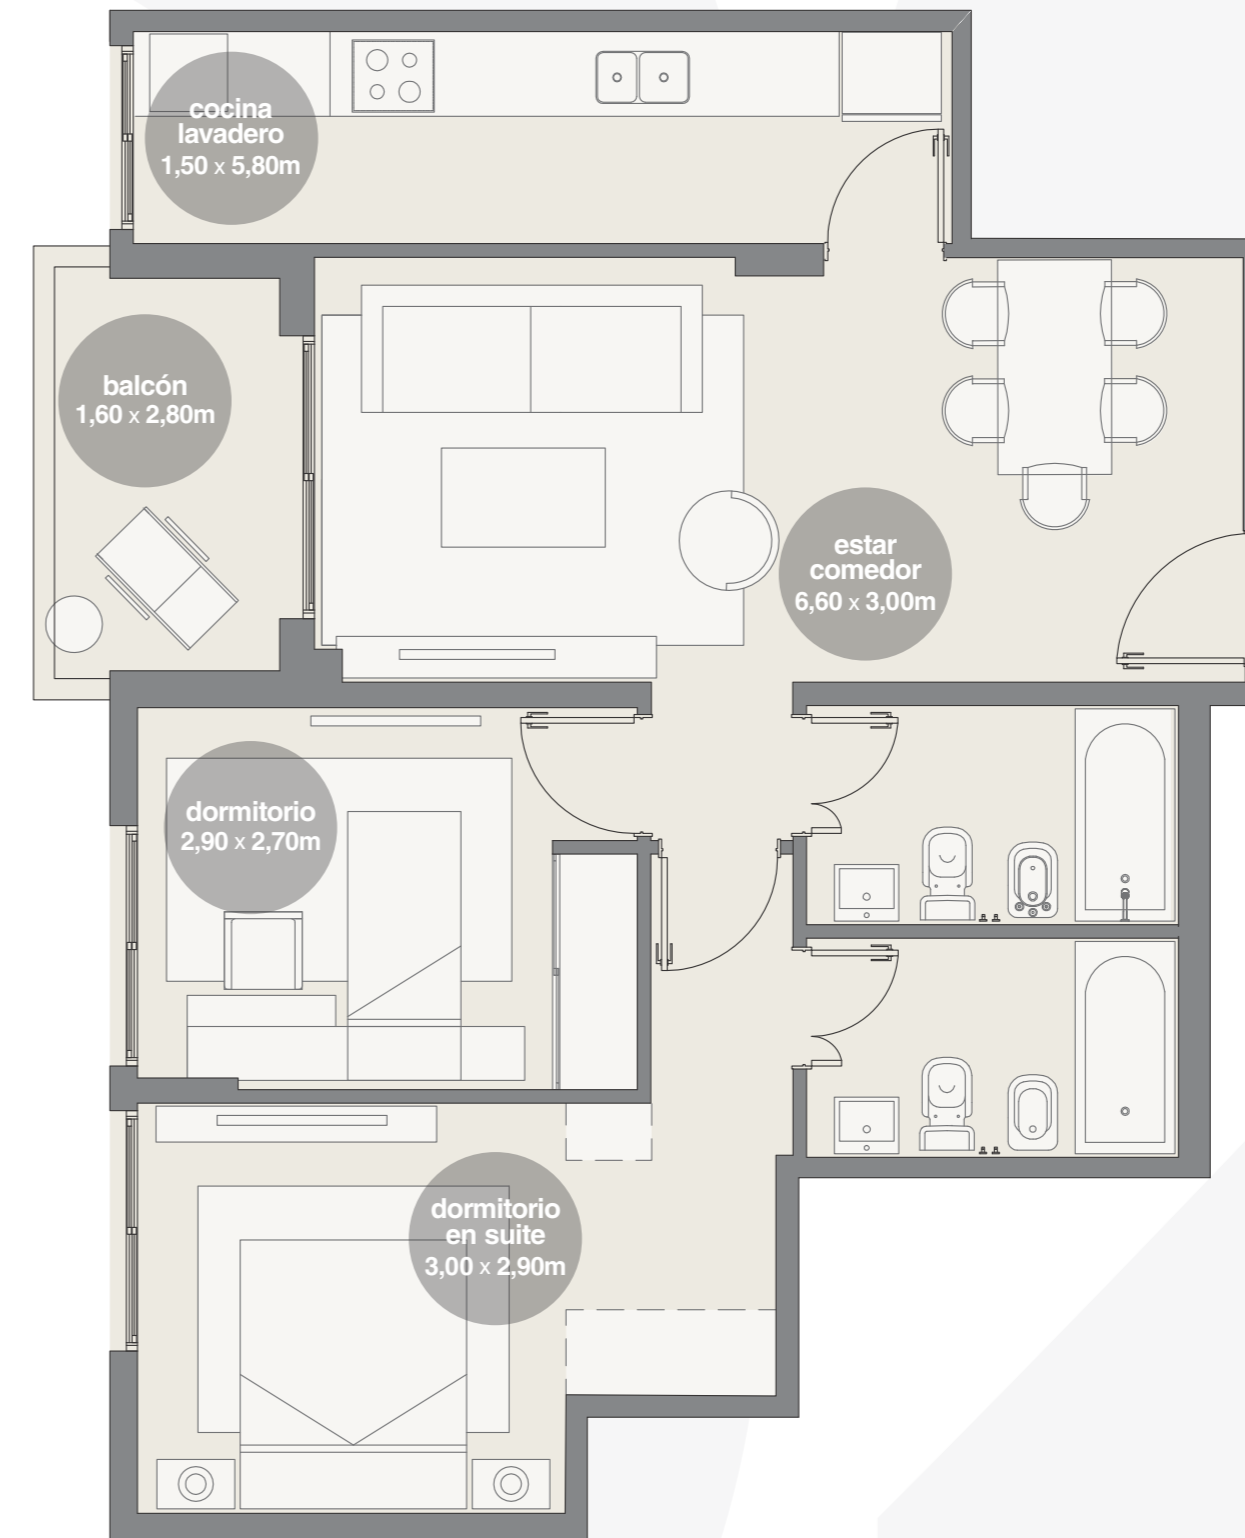 cocina
lavadero
1,50 x 5,80m
balcón
1,60 x 2,80m
estar
comedor
6,60 x 3,00m
dormitorio
2,90 x 2,70m
dormitorio
en suite
3,00 x 2,90m